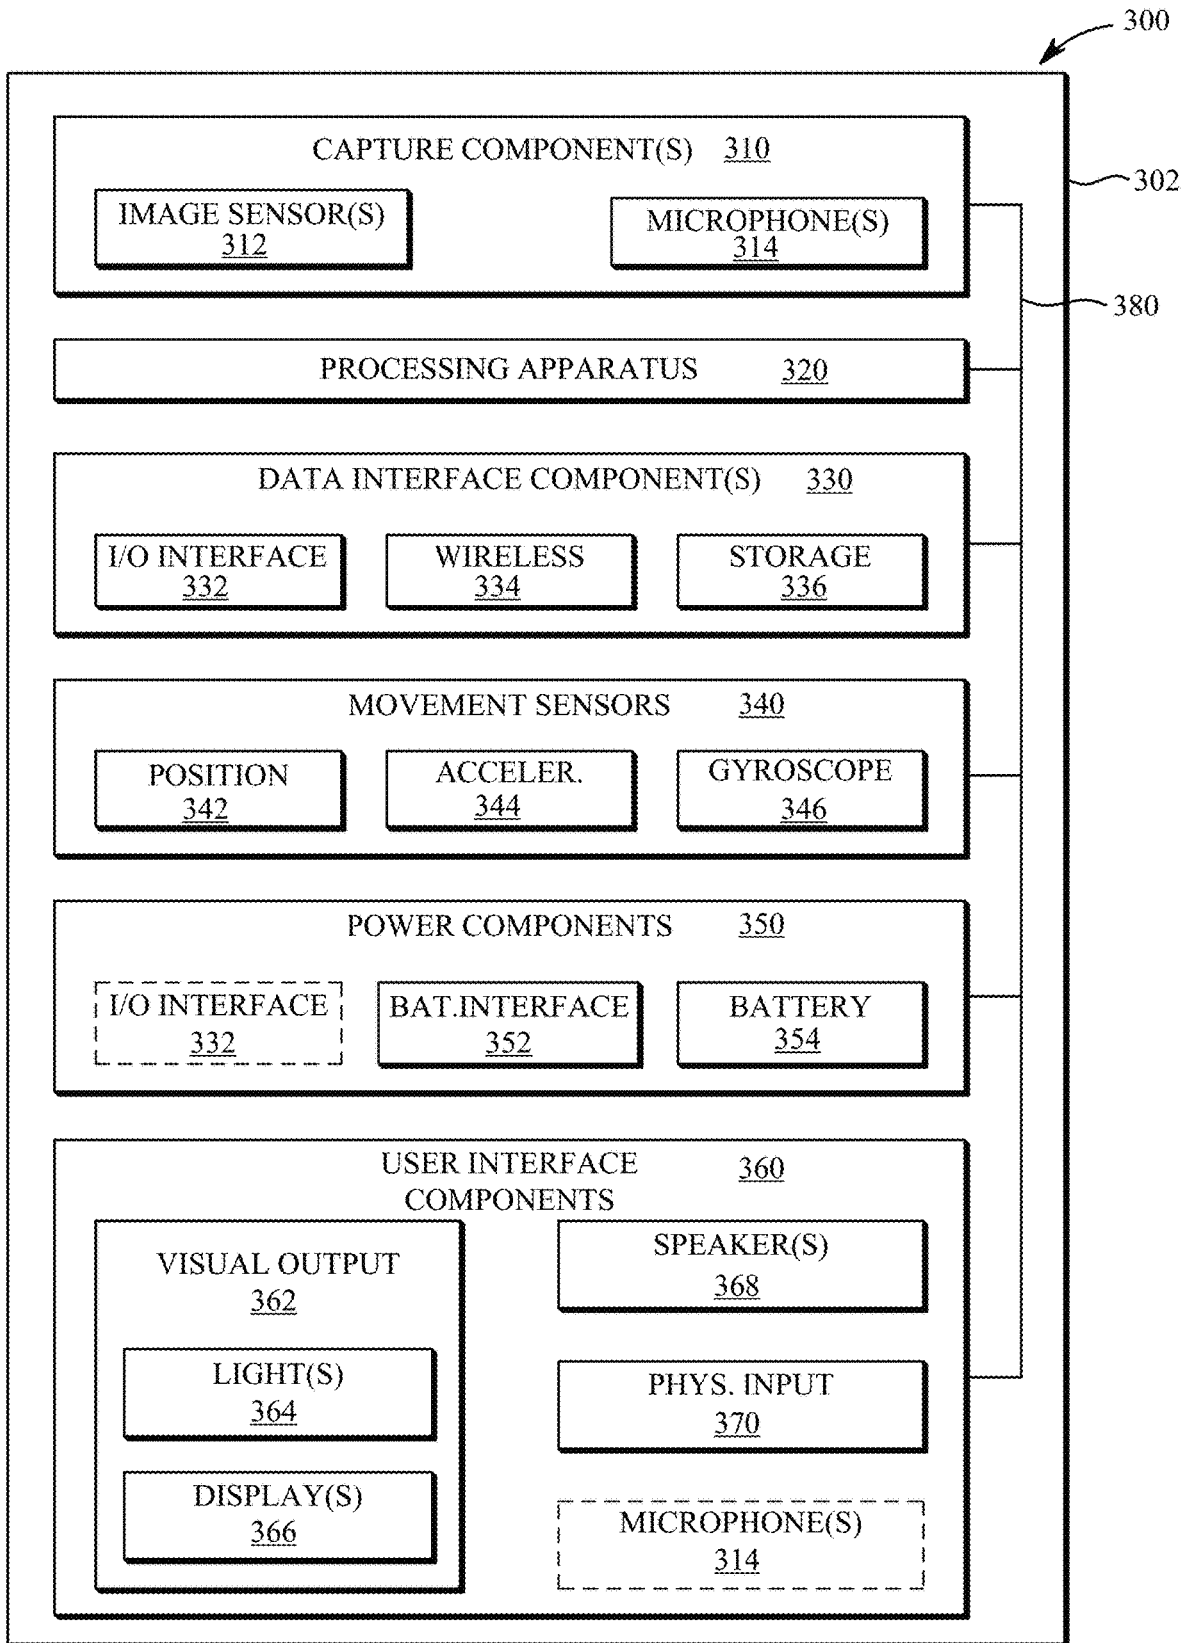 300
CAPTURE COMPONENT(S) 310
302
IMAGE SENSOR(S)
312
MICROPHONE(S)
314
380
PROCESSING APPARATUS 320
DATA INTERFACE COMPONENT(S) 330
I/O INTERFACE
332
WIRELESS
334
STORAGE
336
MOVEMENT SENSORS 340
POSITION
342
ACCELER.
344
GYROSCOPE
346
POWER COMPONENTS 350
I/O INTERFACE
332
BAT.INTERFACE
352
BATTERY
354
USER INTERFACE 360
COMPONENTS
VISUAL OUTPUT
362
LIGHT(S)
364
DISPLAY(S)
366
SPEAKER(S)
368
PHYS. INPUT
370
MICROPHONE(S)
314